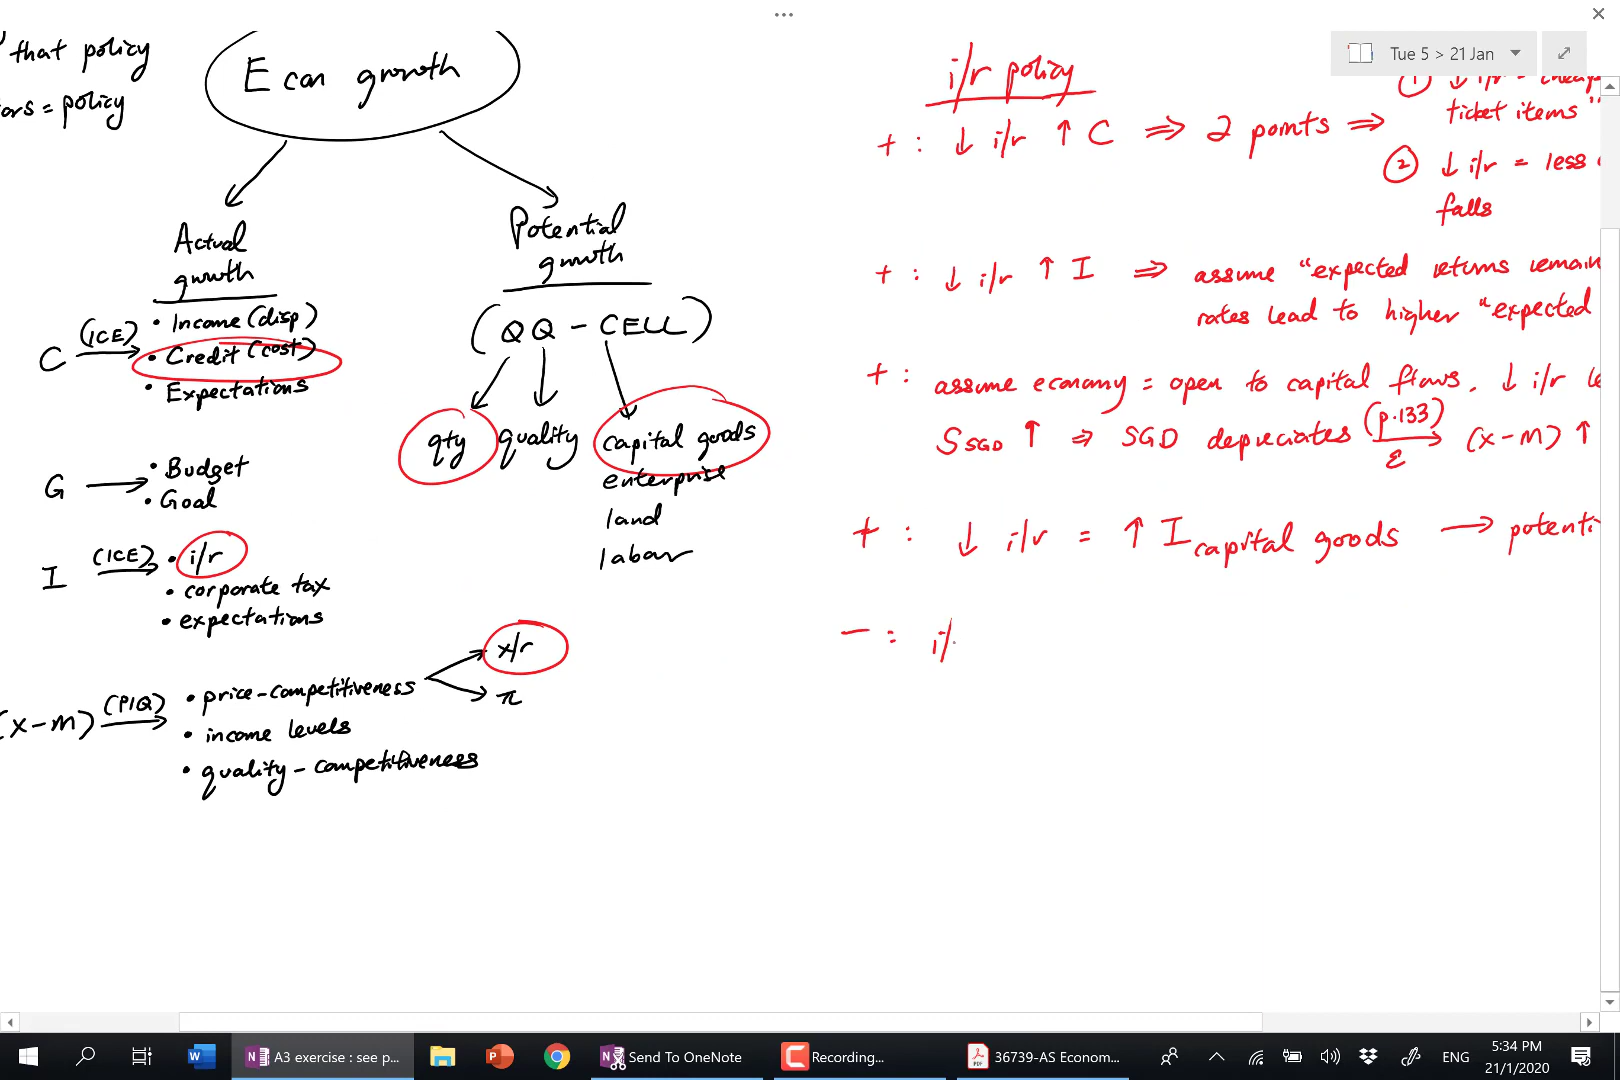 that policy
ors = policy
Econ growth
Actual growth
Potential growth
C (ICE)
• Income (disp)
• Credit (cost)
• Expectations
(QQ - CELL)
qty
quality
capital goods
enterprise
land
labour
G
• Budget
• Goal
I (ICE)
• i/r
• corporate tax
• expectations
(X-M) (PIQ)
• price-competitiveness
x/r
π
• income levels
• quality-competitiveness
i/r policy
+ : ↓ i/r ↑ C ⇒ 2 points ⇒
① ↓ i/r =
ticket items"
② ↓ i/r = less
falls
+ : ↓ i/r ↑ I ⇒ assume "expected returns remain
rates lead to higher "expected
+ : assume economy = open to capital flows. ↓ i/r
S SGD ↑ ⇒ SGD depreciates (p.133) → ε (X-M) ↑
+ : ↓ i/r = ↑ I capital goods → potenti
- : i/
Tue 5 > 21 Jan
A3 exercise : see p...
Send To OneNote
Recording...
36739-AS Econom...
ENG
5:34 PM
21/1/2020